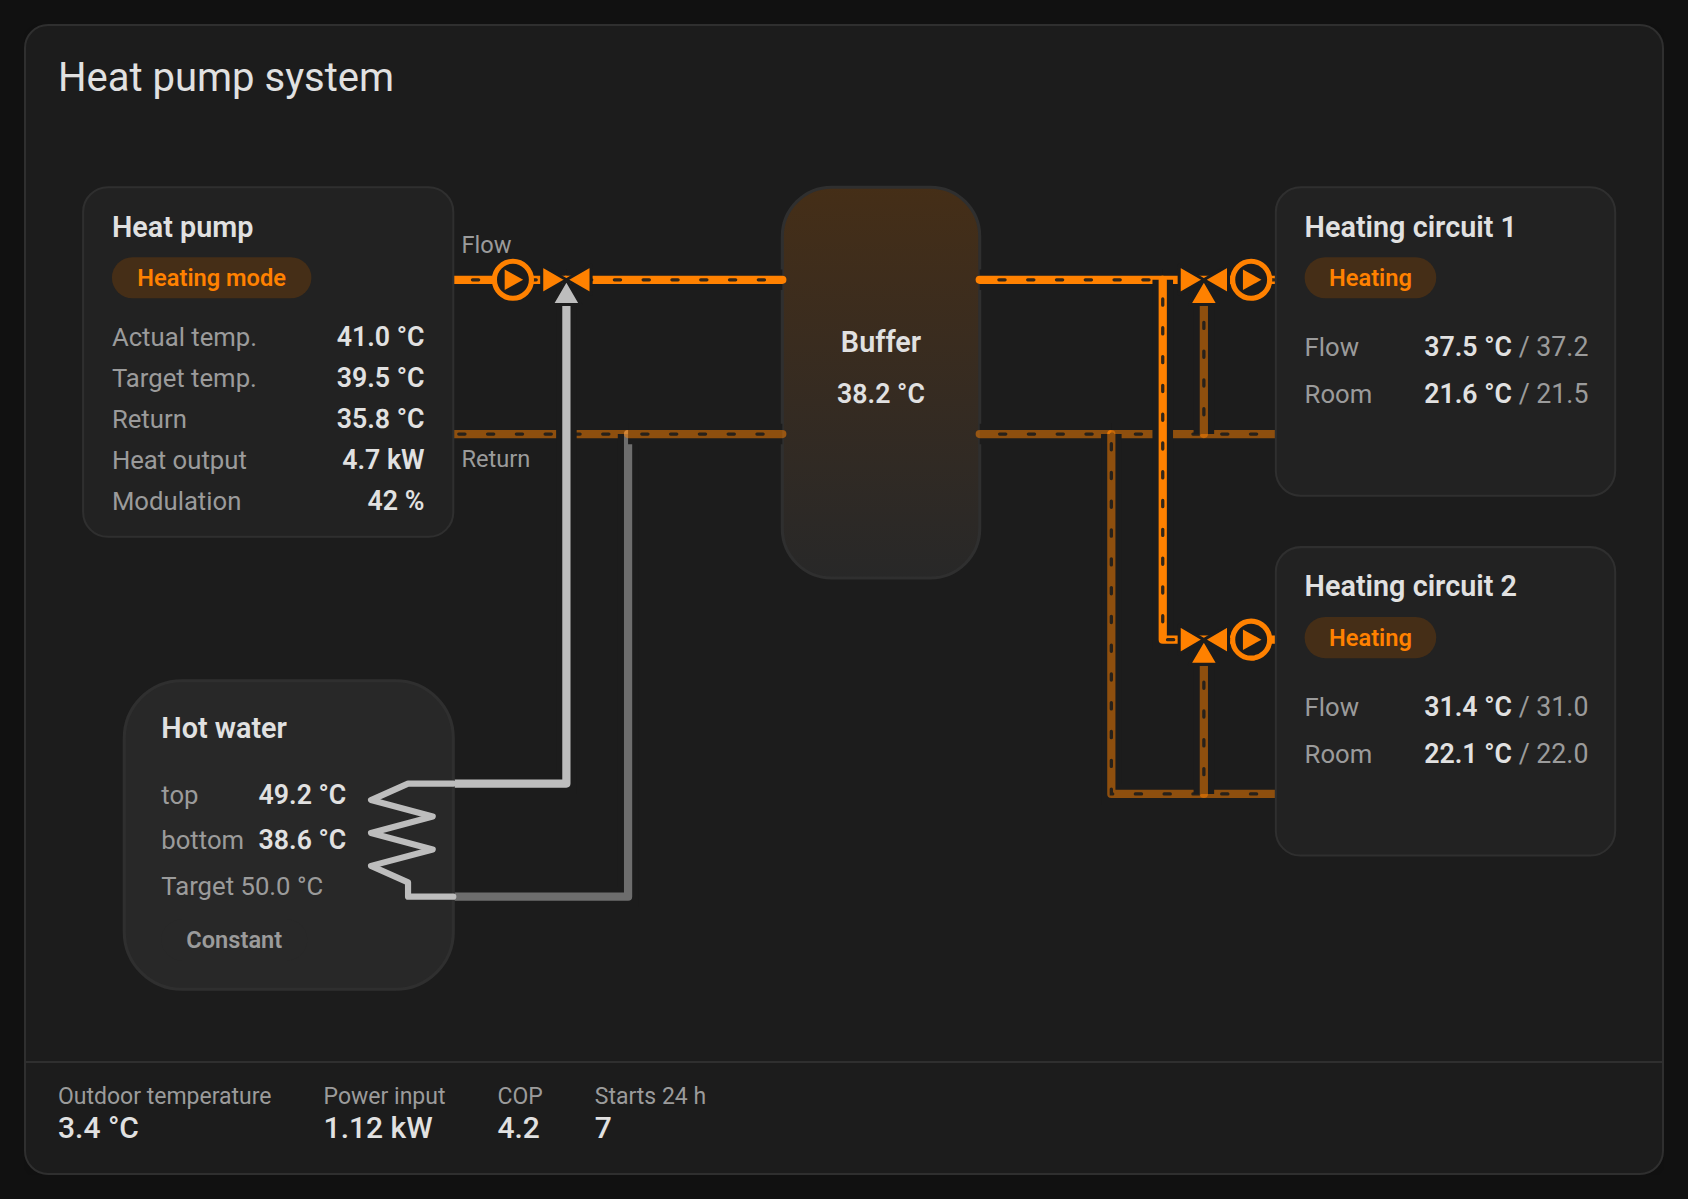 Heat pump system
Heat pump
Heating mode
Actual temp. 41.0 °C
Target temp. 39.5 °C
Return 35.8 °C
Heat output 4.7 kW
Modulation 42 %
Flow
Return
Buffer
38.2 °C
Heating circuit 1
Heating
Flow 37.5 °C / 37.2
Room 21.6 °C / 21.5
Heating circuit 2
Heating
Flow 31.4 °C / 31.0
Room 22.1 °C / 22.0
Hot water
top 49.2 °C
bottom 38.6 °C
Target 50.0 °C
Constant
Outdoor temperature
3.4 °C
Power input
1.12 kW
COP
4.2
Starts 24 h
7